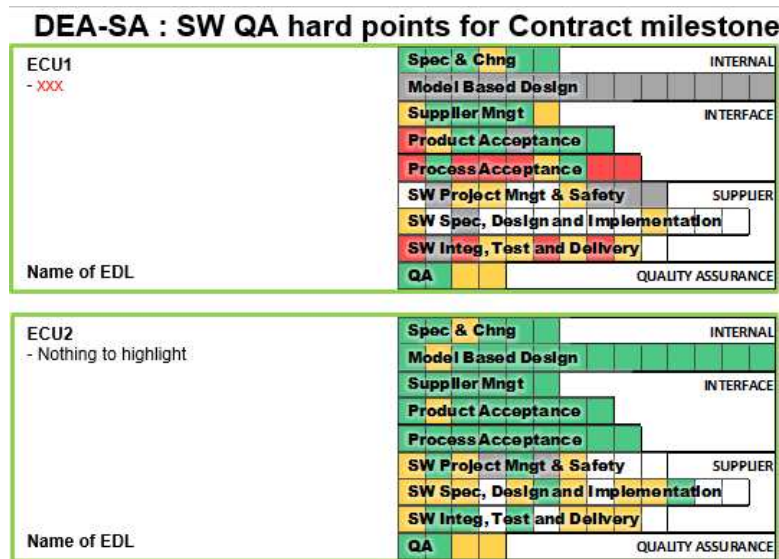 DEA-SA : SW QA hard points for Contract milestone
ECU1
- xxx
Name of EDL
Spec & Chng
INTERNAL
Model Based Design
Supplier Mngt
INTERFACE
Product Acceptance
Process Acceptance
SW Project Mngt & Safety
SUPPLIER
SW Spec, Design and Implementation
SW Integ, Test and Delivery
QA
QUALITY ASSURANCE
ECU2
- Nothing to highlight
Name of EDL
Spec & Chng
INTERNAL
Model Based Design
Supplier Mngt
INTERFACE
Product Acceptance
Process Acceptance
SW Project Mngt & Safety
SUPPLIER
SW Spec, Design and Implementation
SW Integ, Test and Delivery
QA
QUALITY ASSURANCE